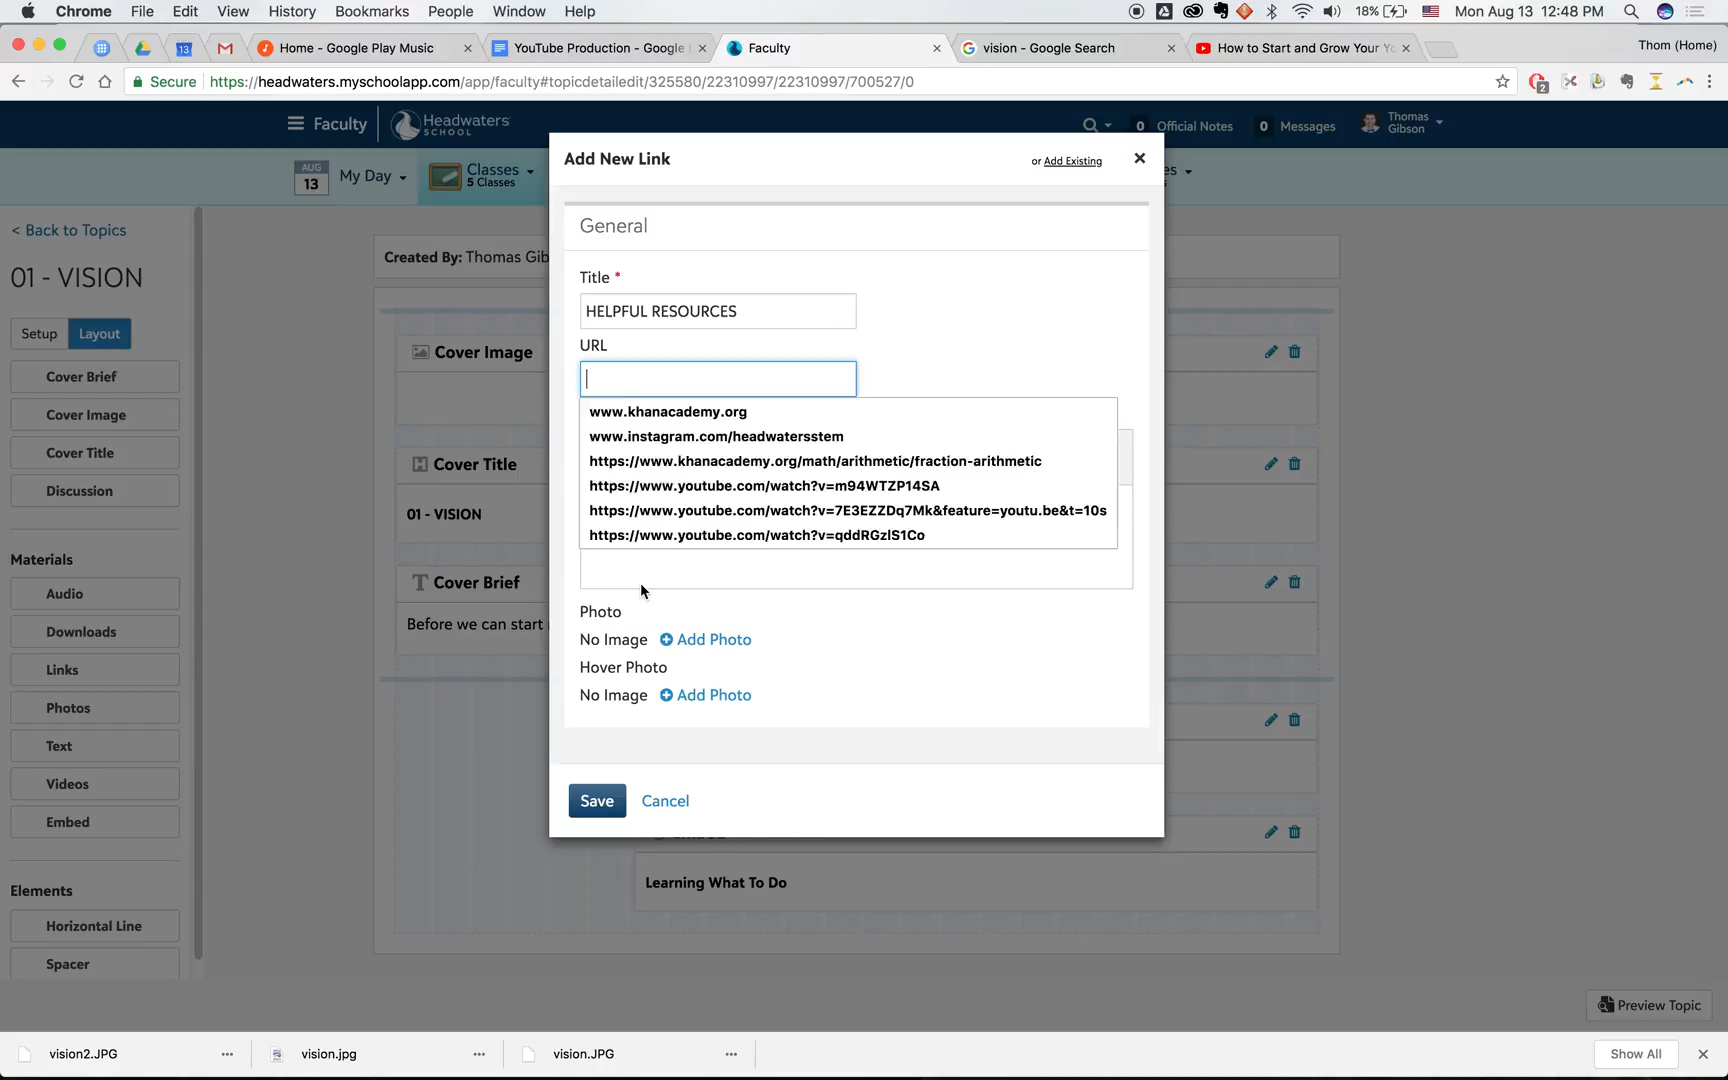 Chrome File Edit View History Bookmarks People Window Help 18% Mon Aug 13 12:48 PM
Home - Google Play Music YouTube Production - Google Faculty vision - Google Search How to Start and Grow Your Thom (Home)
Secure https://headwaters.myschoolapp.com/app/faculty#topicdetailedit/325580/22310997/22310997/700527/0 2
Faculty Headwaters SCHOOL 0 Official Notes 0 Messages Thomas Gibson
AUG 13 My Day Classes 5 Classes
Add New Link or Add Existing
< Back to Topics
01 - VISION
Setup Layout
Cover Brief
Cover Image
Cover Title
Discussion
Materials
Audio
Downloads
Links
Photos
Text
Videos
Embed
Elements
Horizontal Line
Spacer
Created By: Thomas Gib
Cover Image
Cover Title
01 - VISION
Cover Brief
Before we can start
General
Title *
HELPFUL RESOURCES
URL
www.khanacademy.org
www.instagram.com/headwatersstem
https://www.khanacademy.org/math/arithmetic/fraction-arithmetic
https://www.youtube.com/watch?v=m94WTZP14SA
https://www.youtube.com/watch?v=7E3EZZDq7Mk&feature=youtu.be&t=10s
https://www.youtube.com/watch?v=qddRGzlS1Co
Photo
No Image Add Photo
Hover Photo
No Image Add Photo
Save Cancel
Learning What To Do
Preview Topic
vision2.JPG vision.jpg vision.JPG Show All